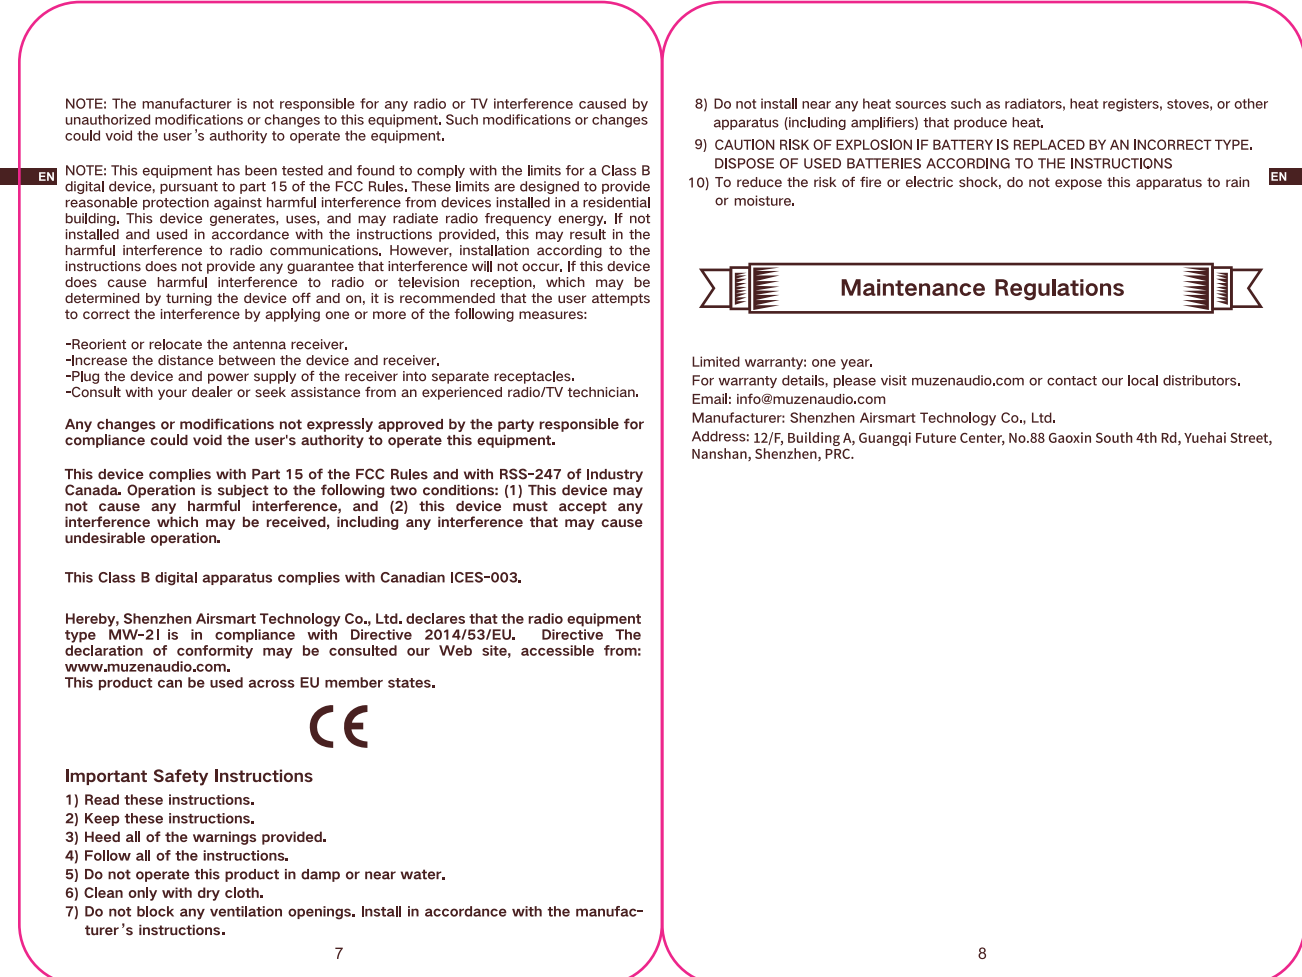 NOTE: The manufacturer is not responsible for any radio or TV interference caused by
unauthorized modifications or changes to this equipment. Such modifications or changes
could void the user's authority to operate the equipment.
EN
NOTE: This equipment has been tested and found to comply with the limits for a Class B
digital device, pursuant to part 15 of the FCC Rules. These limits are designed to provide
reasonable protection against harmful interference from devices installed in a residential
building. This device generates, uses, and may radiate radio frequency energy. If not
installed and used in accordance with the instructions provided, this may result in the
harmful interference to radio communications. However, installation according to the
instructions does not provide any guarantee that interference will not occur. If this device
does cause harmful interference to radio or television reception, which may be
determined by turning the device off and on, it is recommended that the user attempts
to correct the interference by applying one or more of the following measures:
-Reorient or relocate the antenna receiver.
-Increase the distance between the device and receiver.
-Plug the device and power supply of the receiver into separate receptacles.
-Consult with your dealer or seek assistance from an experienced radio/TV technician.
Any changes or modifications not expressly approved by the party responsible for
compliance could void the user's authority to operate this equipment.
This device complies with Part 15 of the FCC Rules and with RSS-247 of Industry
Canada. Operation is subject to the following two conditions: (1) This device may
not cause any harmful interference, and (2) this device must accept any
interference which may be received, including any interference that may cause
undesirable operation.
This Class B digital apparatus complies with Canadian ICES-003.
Hereby, Shenzhen Airsmart Technology Co., Ltd. declares that the radio equipment
type MW-2I is in compliance with Directive 2014/53/EU. Directive The
declaration of conformity may be consulted our Web site, accessible from:
www.muzenaudio.com.
This product can be used across EU member states.
CE
Important Safety Instructions
1) Read these instructions.
2) Keep these instructions.
3) Heed all of the warnings provided.
4) Follow all of the instructions.
5) Do not operate this product in damp or near water.
6) Clean only with dry cloth.
7) Do not block any ventilation openings. Install in accordance with the manufac-
turer's instructions.
7
8) Do not install near any heat sources such as radiators, heat registers, stoves, or other
apparatus (including amplifiers) that produce heat.
9) CAUTION RISK OF EXPLOSION IF BATTERY IS REPLACED BY AN INCORRECT TYPE.
DISPOSE OF USED BATTERIES ACCORDING TO THE INSTRUCTIONS
EN
10) To reduce the risk of fire or electric shock, do not expose this apparatus to rain
or moisture.
Maintenance Regulations
Limited warranty: one year.
For warranty details, please visit muzenaudio.com or contact our local distributors.
Email: info@muzenaudio.com
Manufacturer: Shenzhen Airsmart Technology Co., Ltd.
Address: 12/F, Building A, Guangqi Future Center, No.88 Gaoxin South 4th Rd, Yuehai Street,
Nanshan, Shenzhen, PRC.
8